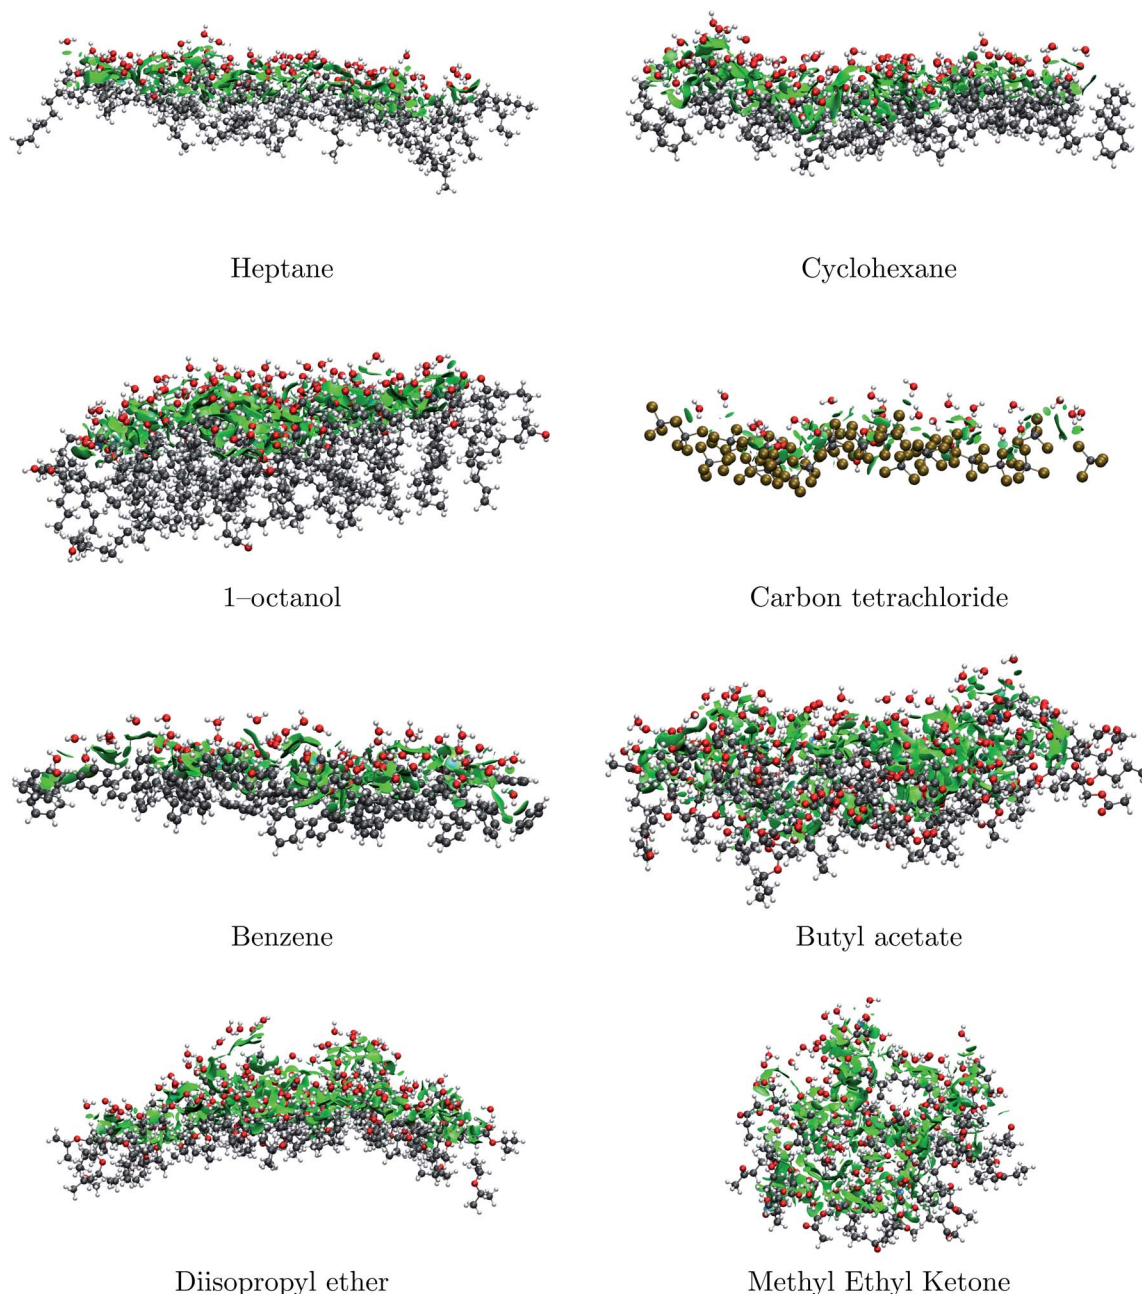 Heptane
Cyclohexane
1–octanol
Carbon tetrachloride
Benzene
Butyl acetate
Diisopropyl ether
Methyl Ethyl Ketone